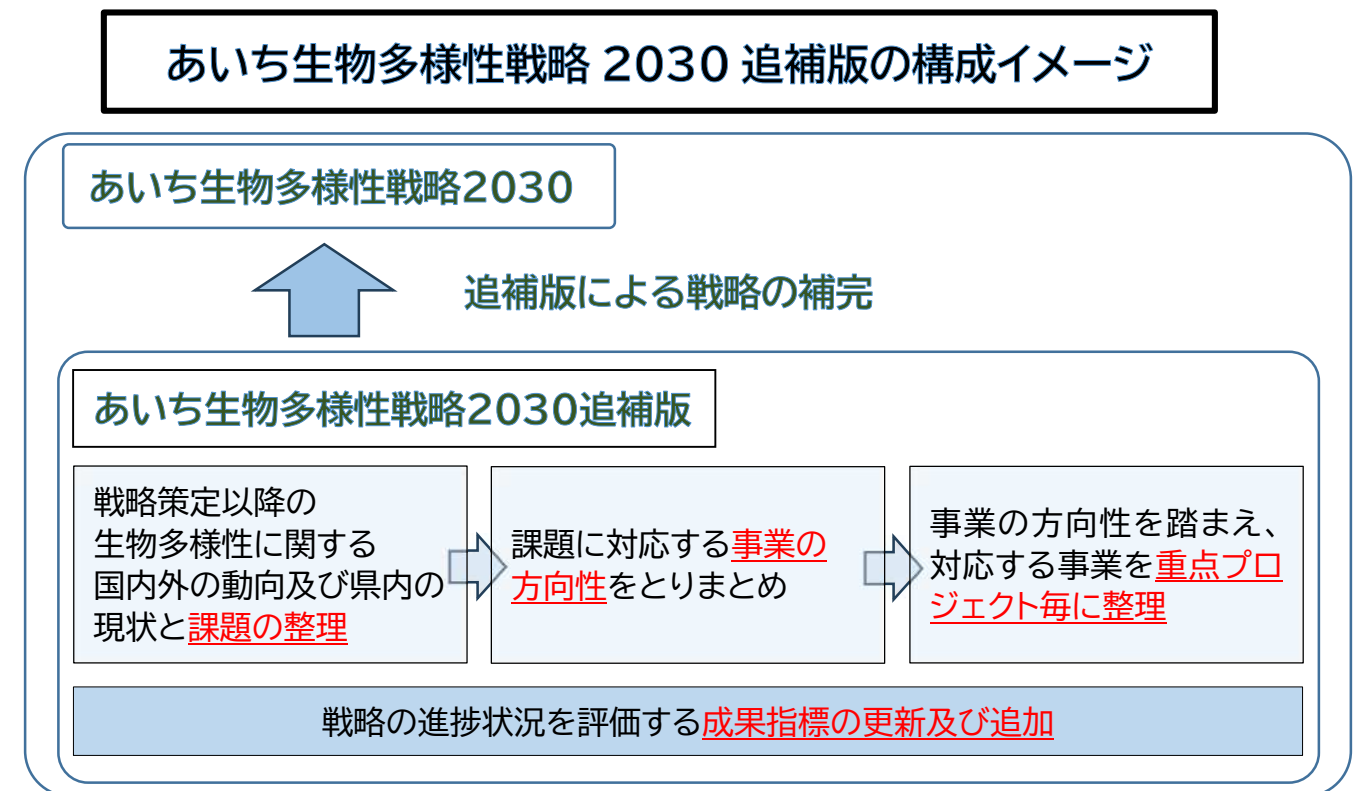 あいち生物多様性戦略 2030 追補版の構成イメージ
あいち生物多様性戦略2030
追補版による戦略の補完
あいち生物多様性戦略2030追補版
戦略策定以降の
生物多様性に関する
国内外の動向及び県内の
現状と課題の整理
課題に対応する事業の
方向性をとりまとめ
事業の方向性を踏まえ、
対応する事業を重点プロ
ジェクト毎に整理
戦略の進捗状況を評価する成果指標の更新及び追加